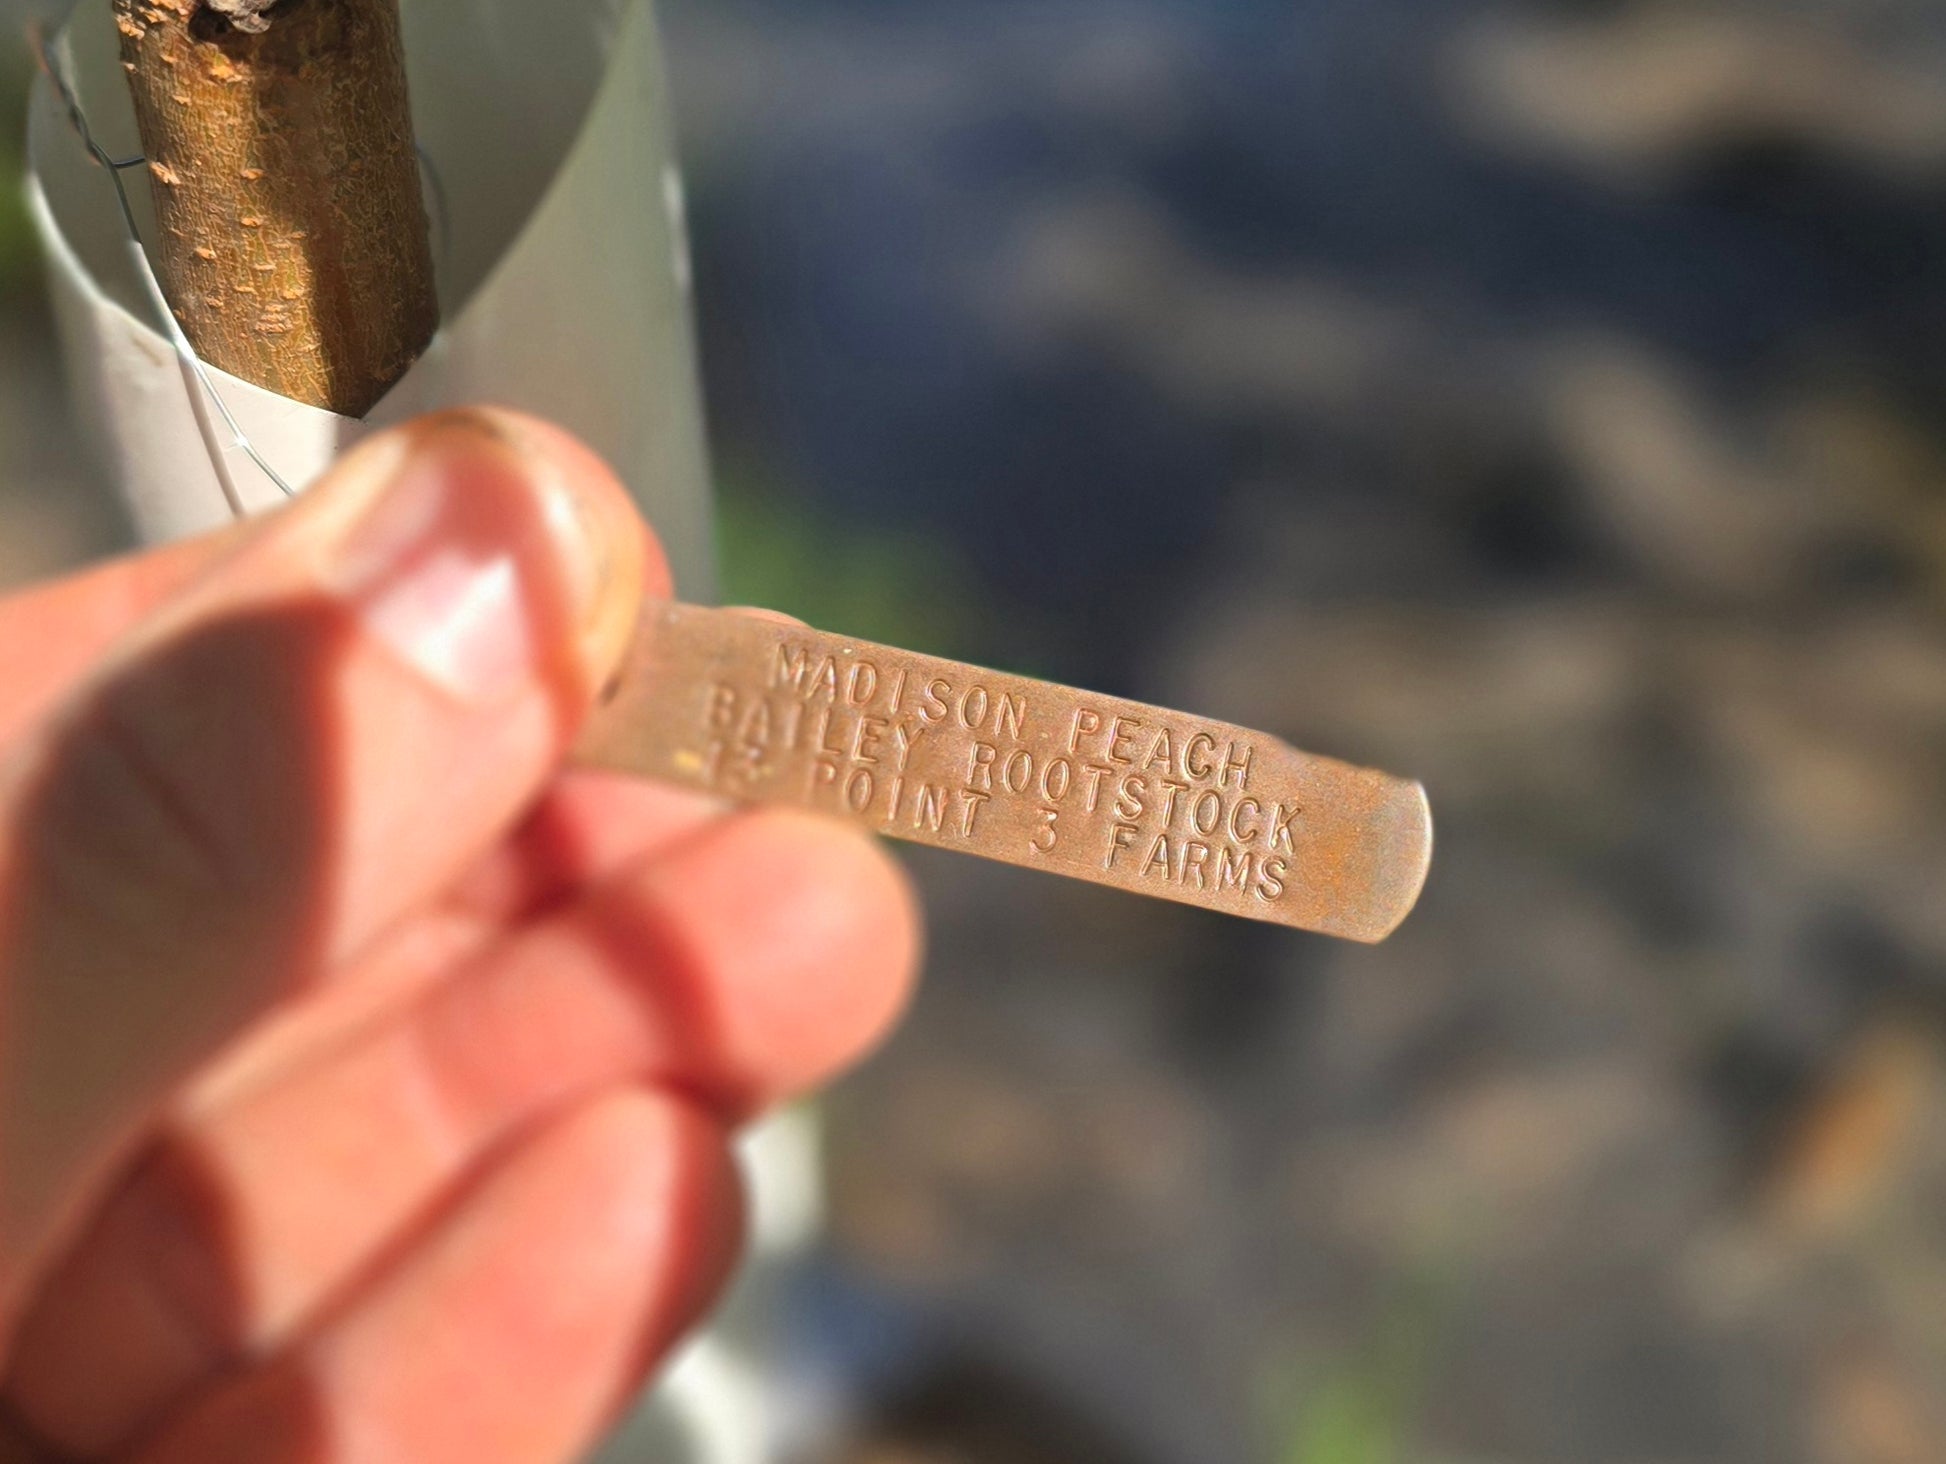 MADISON PEACH
BAILEY ROOTSTOCK
POINT 3 FARMS